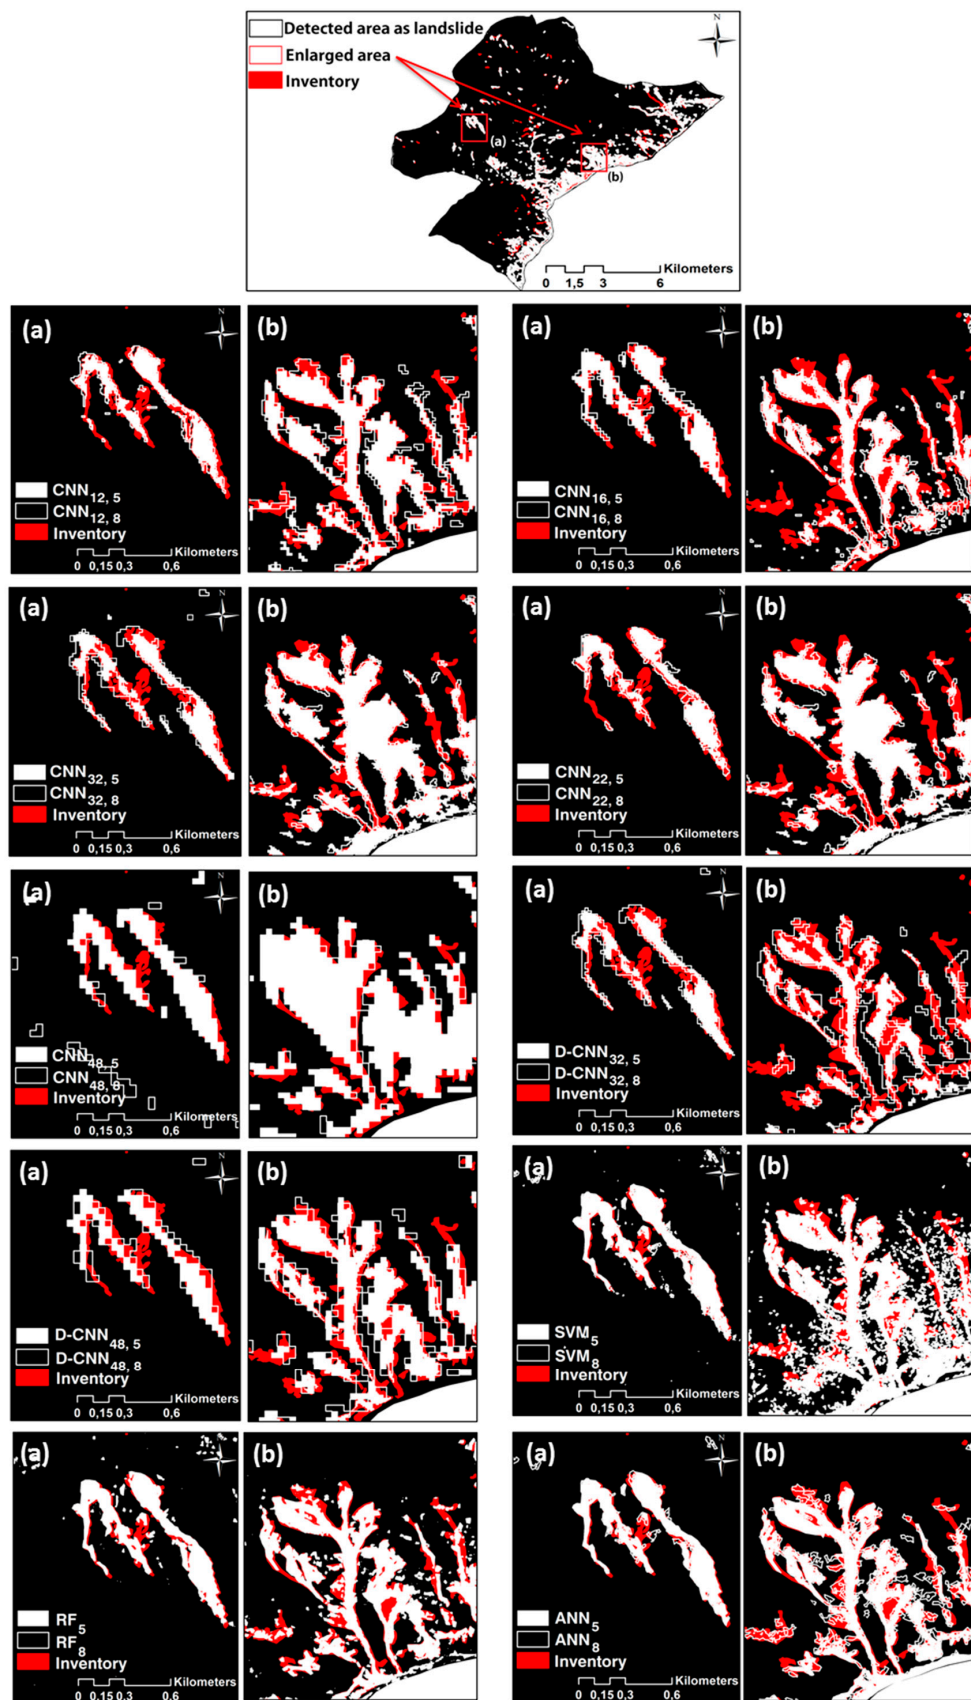 Detected area as landslide
Enlarged area
Inventory
N
(a)
(b)
Kilometers
0 1,5 3 6
(a)
N
CNN12, 5
CNN12, 8
Inventory
Kilometers
0 0,15 0,3 0,6
(b)
(a)
N
CNN16, 5
CNN16, 8
Inventory
Kilometers
0 0,15 0,3 0,6
(b)
(a)
N
CNN32, 5
CNN32, 8
Inventory
Kilometers
0 0,15 0,3 0,6
(b)
(a)
N
CNN22, 5
CNN22, 8
Inventory
Kilometers
0 0,15 0,3 0,6
(b)
(a)
N
CNN48, 5
CNN48, 8
Inventory
Kilometers
0 0,15 0,3 0,6
(b)
(a)
N
D-CNN32, 5
D-CNN32, 8
Inventory
Kilometers
0 0,15 0,3 0,6
(b)
(a)
N
D-CNN48, 5
D-CNN48, 8
Inventory
Kilometers
0 0,15 0,3 0,6
(b)
(a)
N
SVM5
SVM8
Inventory
Kilometers
0 0,15 0,3 0,6
(b)
(a)
N
RF5
RF8
Inventory
Kilometers
0 0,15 0,3 0,6
(b)
(a)
N
ANN5
ANN8
Inventory
Kilometers
0 0,15 0,3 0,6
(b)